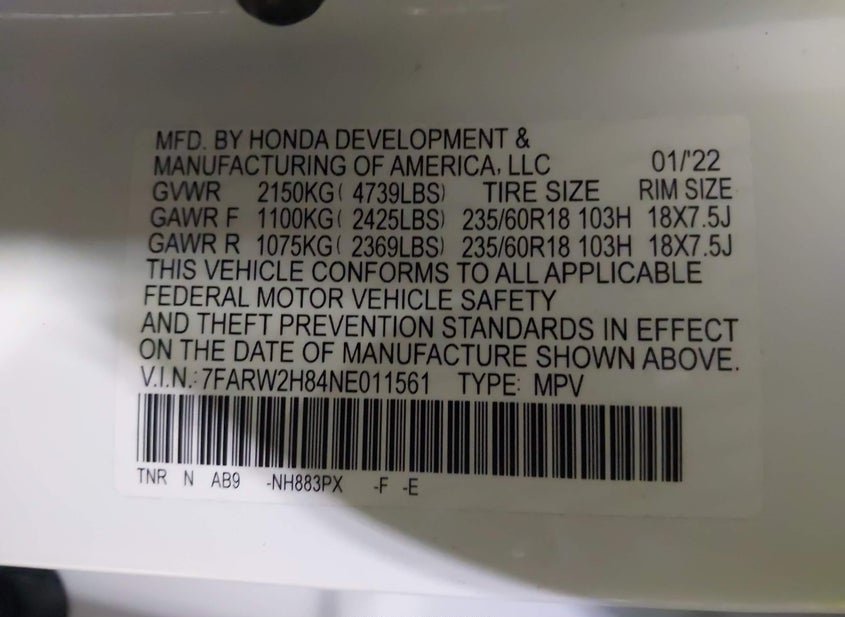 MFD. BY HONDA DEVELOPMENT &
MANUFACTURING OF AMERICA, LLC 01/'22
GVWR 2150KG( 4739LBS) TIRE SIZE RIM SIZE
GAWR F 1100KG( 2425LBS) 235/60R18 103H 18X7.5J
GAWR R 1075KG( 2369LBS) 235/60R18 103H 18X7.5J
THIS VEHICLE CONFORMS TO ALL APPLICABLE
FEDERAL MOTOR VEHICLE SAFETY
AND THEFT PREVENTION STANDARDS IN EFFECT
ON THE DATE OF MANUFACTURE SHOWN ABOVE.
V.I.N.: 7FARW2H84NE011561 TYPE: MPV
TNR N AB9 -NH883PX -F -E